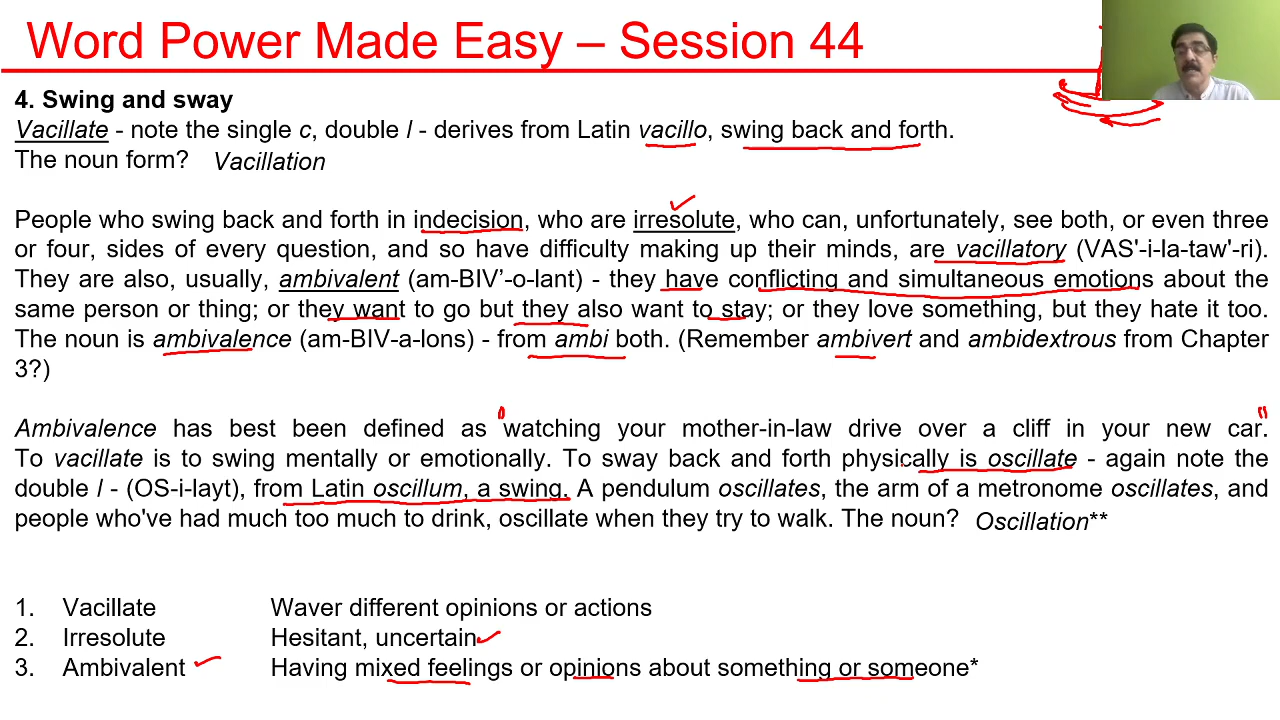 Word Power Made Easy – Session 44
4. Swing and sway
Vacillate - note the single c, double l - derives from Latin vacillo, swing back and forth.
The noun form? Vacillation
People who swing back and forth in indecision, who are irresolute, who can, unfortunately, see both, or even three
or four, sides of every question, and so have difficulty making up their minds, are vacillatory (VAS'-i-la-taw'-ri).
They are also, usually, ambivalent (am-BIV’-o-lant) - they have conflicting and simultaneous emotions about the
same person or thing; or they want to go but they also want to stay; or they love something, but they hate it too.
The noun is ambivalence (am-BIV-a-lons) - from ambi both. (Remember ambivert and ambidextrous from Chapter
3?)
Ambivalence has best been defined as "watching your mother-in-law drive over a cliff in your new car."
To vacillate is to swing mentally or emotionally. To sway back and forth physically is oscillate - again note the
double l - (OS-i-layt), from Latin oscillum, a swing. A pendulum oscillates, the arm of a metronome oscillates, and
people who've had much too much to drink, oscillate when they try to walk. The noun? Oscillation**
1. Vacillate Waver different opinions or actions
2. Irresolute Hesitant, uncertain
3. Ambivalent Having mixed feelings or opinions about something or someone*